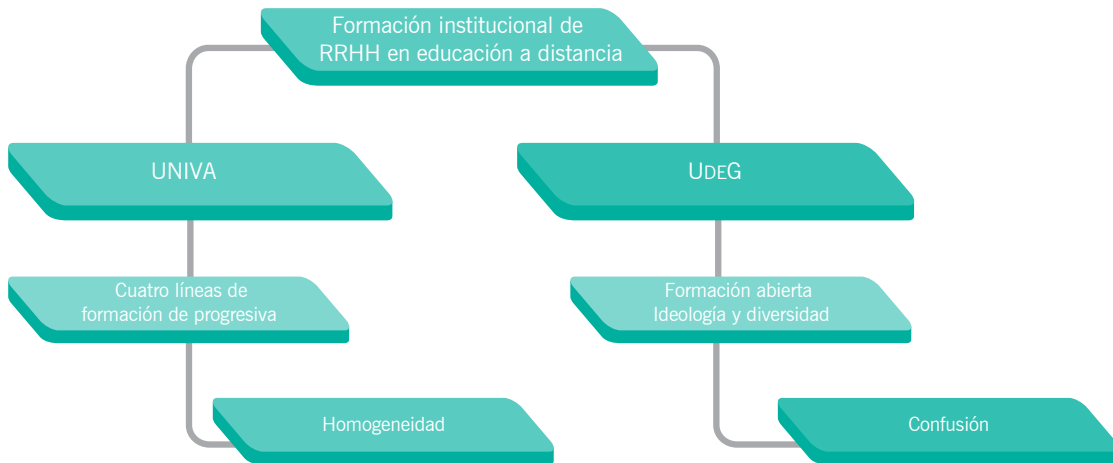 Formación institucional de
RRHH en educación a distancia
UNIVA
UDEG
Cuatro líneas de
formación de progresiva
Formación abierta
Ideología y diversidad
Homogeneidad
Confusión